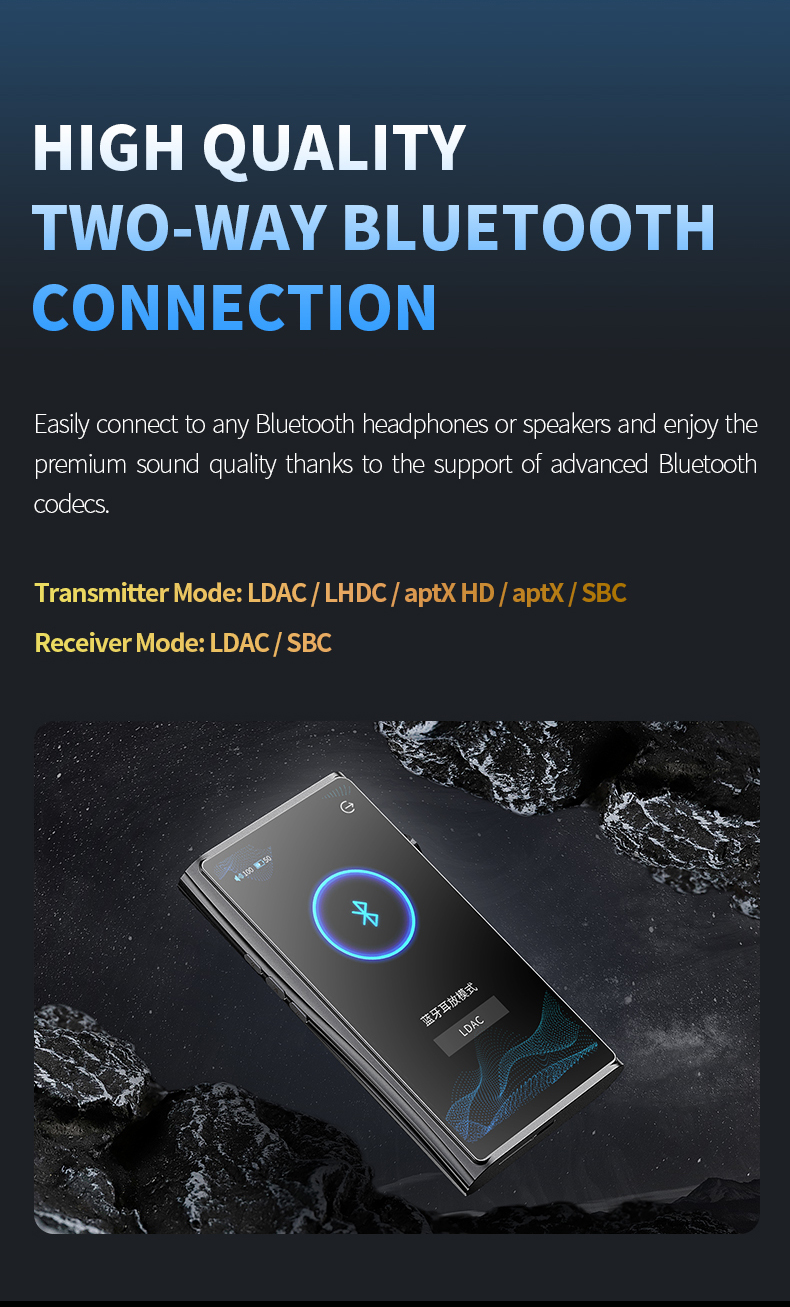 HIGH QUALITY
TWO-WAY BLUETOOTH
CONNECTION
Easily connect to any Bluetooth headphones or speakers and enjoy the
premium sound quality thanks to the support of advanced Bluetooth
codecs.
Transmitter Mode: LDAC / LHDC / aptX HD / aptX / SBC
Receiver Mode: LDAC / SBC
100 50
蓝牙耳放模式
LDAC